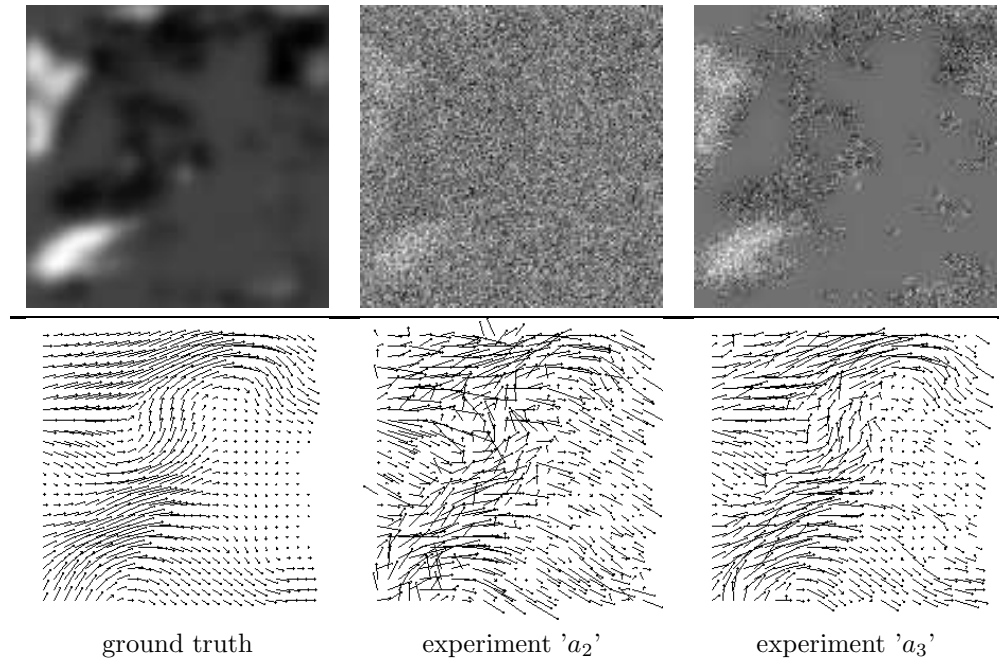 ground truth
experiment ’a₂’
experiment ’a₃’